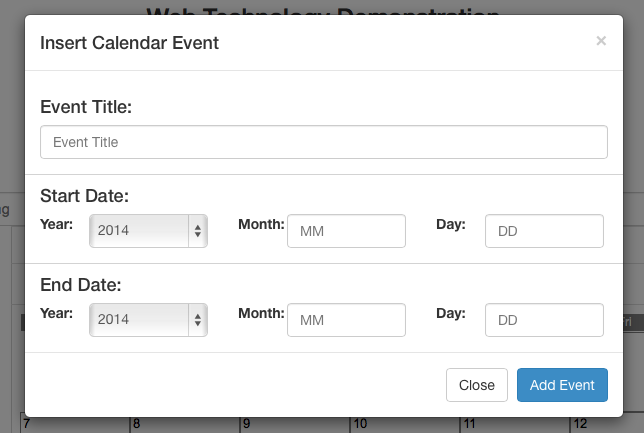 Web Technology Demonstration
Insert Calendar Event ×
Event Title:
Event Title
Start Date:
Year: 2014 Month: MM Day: DD
End Date:
Year: 2014 Month: MM Day: DD
Close Add Event
7 8 9 10 11 12